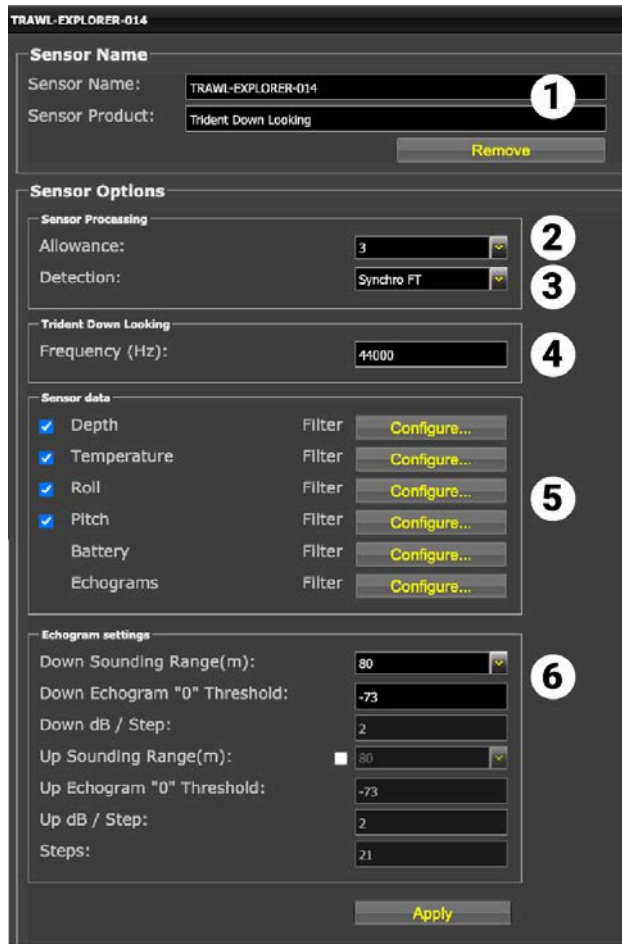 TRAWL-EXPLORER-014
Sensor Name
Sensor Name: TRAWL-EXPLORER-014 1
Sensor Product: Trident Down Looking
Remove
Sensor Options
Sensor Processing
Allowance: 3 2
Detection: Synchro FT 3
Trident Down Looking
Frequency (Hz): 44000 4
Sensor data
Depth Filter Configure...
Temperature Filter Configure...
Roll Filter Configure...
Pitch Filter Configure... 5
Battery Filter Configure...
Echograms Filter Configure...
Echogram settings
Down Sounding Range(m): 80 6
Down Echogram "0" Threshold: -73
Down dB / Step: 2
Up Sounding Range(m): 80
Up Echogram "0" Threshold: -73
Up dB / Step: 2
Steps: 21
Apply